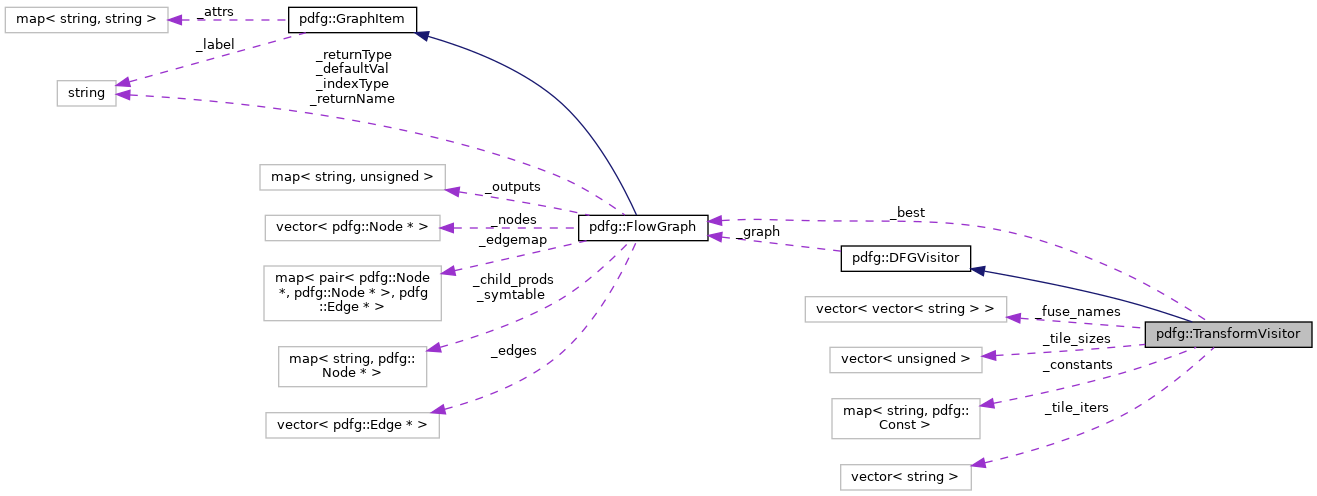 map< string, string >
_attrs
pdfg::GraphItem
_label
string
_returnType
_defaultVal
_indexType
_returnName
map< string, unsigned >
_outputs
vector< pdfg::Node * >
_nodes
pdfg::FlowGraph
_edgemap
map< pair< pdfg::Node
*, pdfg::Node * >, pdfg
::Edge * >
_child_prods
_symtable
map< string, pdfg::
Node * >
_edges
vector< pdfg::Edge * >
_best
_graph
pdfg::DFGVisitor
vector< vector< string > >
_fuse_names
pdfg::TransformVisitor
vector< unsigned >
_tile_sizes
_constants
map< string, pdfg::
Const >
_tile_iters
vector< string >